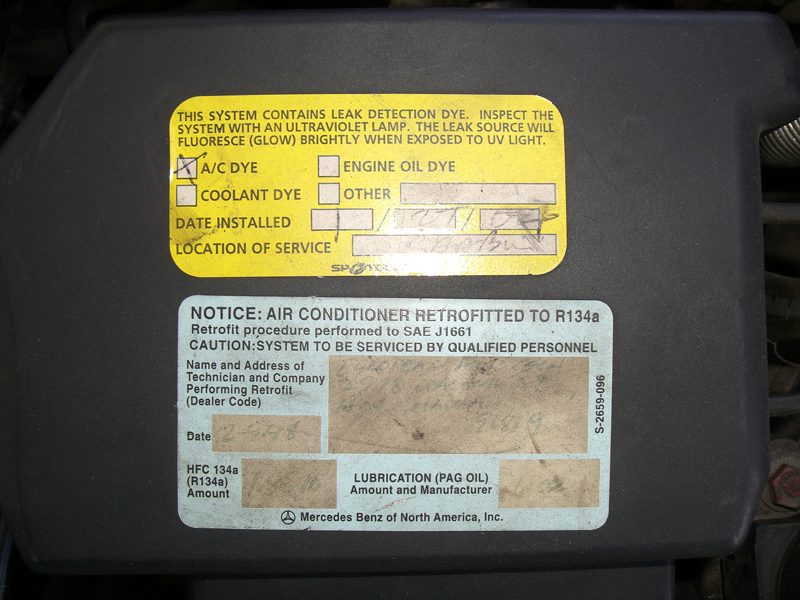 THIS SYSTEM CONTAINS LEAK DETECTION DYE. INSPECT THE
SYSTEM WITH AN ULTRAVIOLET LAMP. THE LEAK SOURCE WILL
FLUORESCE (GLOW) BRIGHTLY WHEN EXPOSED TO UV LIGHT.
A/C DYE ENGINE OIL DYE
COOLANT DYE OTHER
DATE INSTALLED
LOCATION OF SERVICE
NOTICE: AIR CONDITIONER RETROFITTED TO R134a
Retrofit procedure performed to SAE J1661
CAUTION:SYSTEM TO BE SERVICED BY QUALIFIED PERSONNEL
Name and Address of
Technician and Company
Performing Retrofit
(Dealer Code)
Date
HFC 134a
(R134a)
Amount
LUBRICATION (PAG OIL)
Amount and Manufacturer
S-2659-096
Mercedes Benz of North America, Inc.